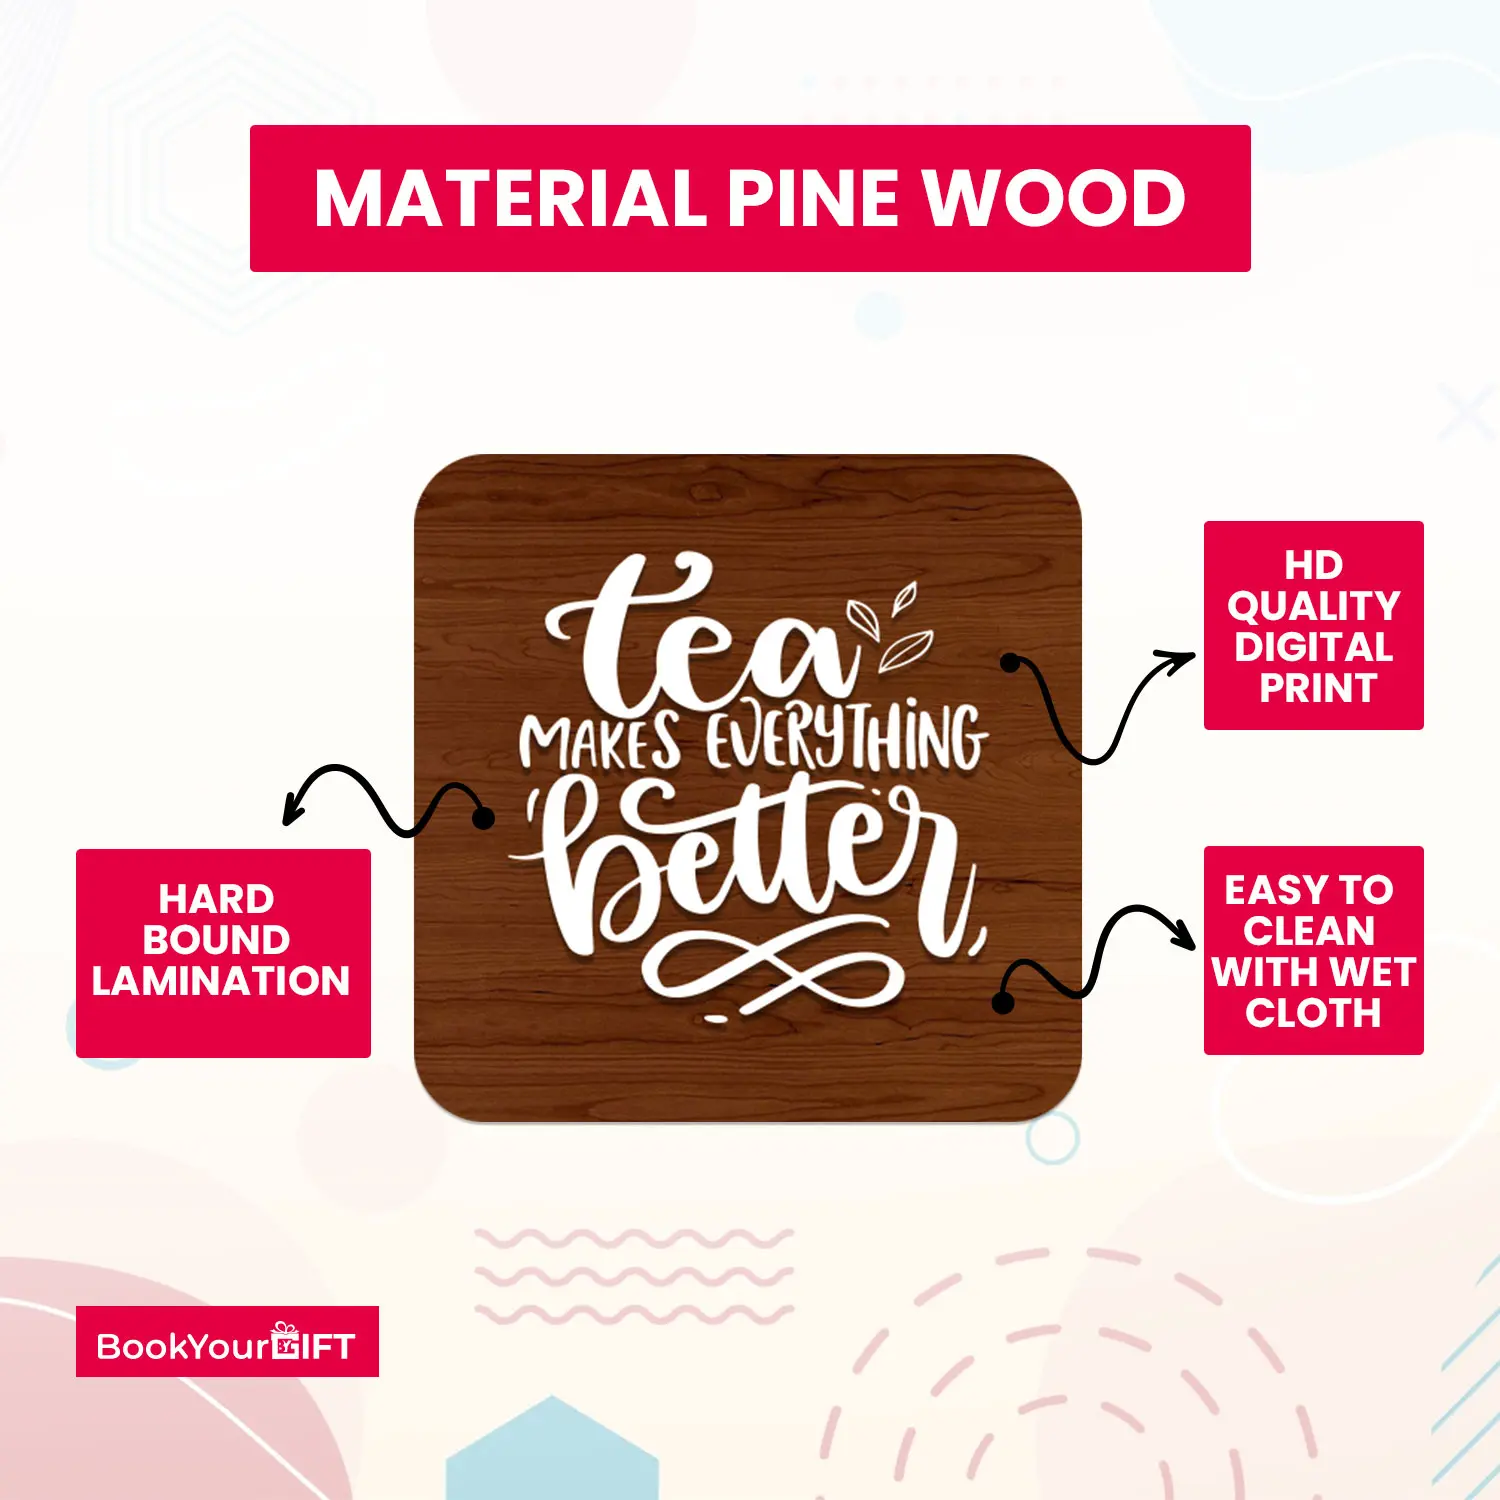 MATERIAL PINE WOOD
tea
MAKES EVERYTHING
better
HD
QUALITY
DIGITAL
PRINT
HARD
BOUND
LAMINATION
EASY TO
CLEAN
WITH WET
CLOTH
BookYourGIFT